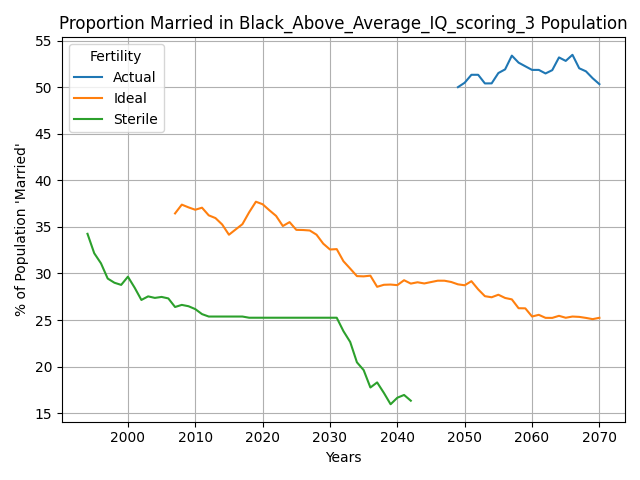 Proportion Married in Black_Above_Average_IQ_scoring_3 Population
% of Population 'Married'
55
50
45
40
35
30
25
20
15
Fertility
Actual
Ideal
Sterile
2000 2010 2020 2030 2040 2050 2060 2070
Years